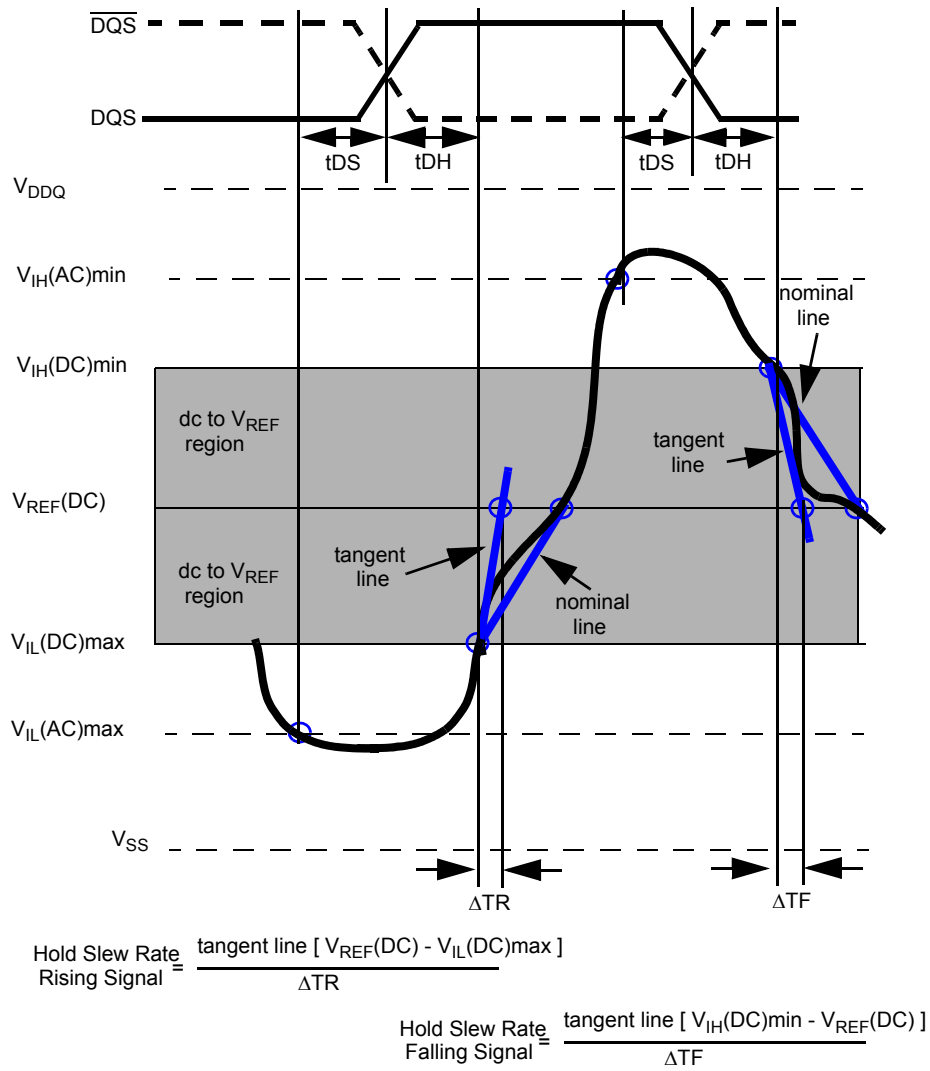 DQS
DQS
tDS tDH tDS tDH
VDDQ
VIH(AC)min
nominal
line
VIH(DC)min
dc to VREF
region
tangent
line
VREF(DC)
tangent
line
dc to VREF
region
nominal
line
VIL(DC)max
VIL(AC)max
VSS
ΔTR ΔTF
Hold Slew Rate
Rising Signal
= tangent line [ VREF(DC) - VIL(DC)max ]
ΔTR
Hold Slew Rate
Falling Signal
= tangent line [ VIH(DC)min - VREF(DC) ]
ΔTF